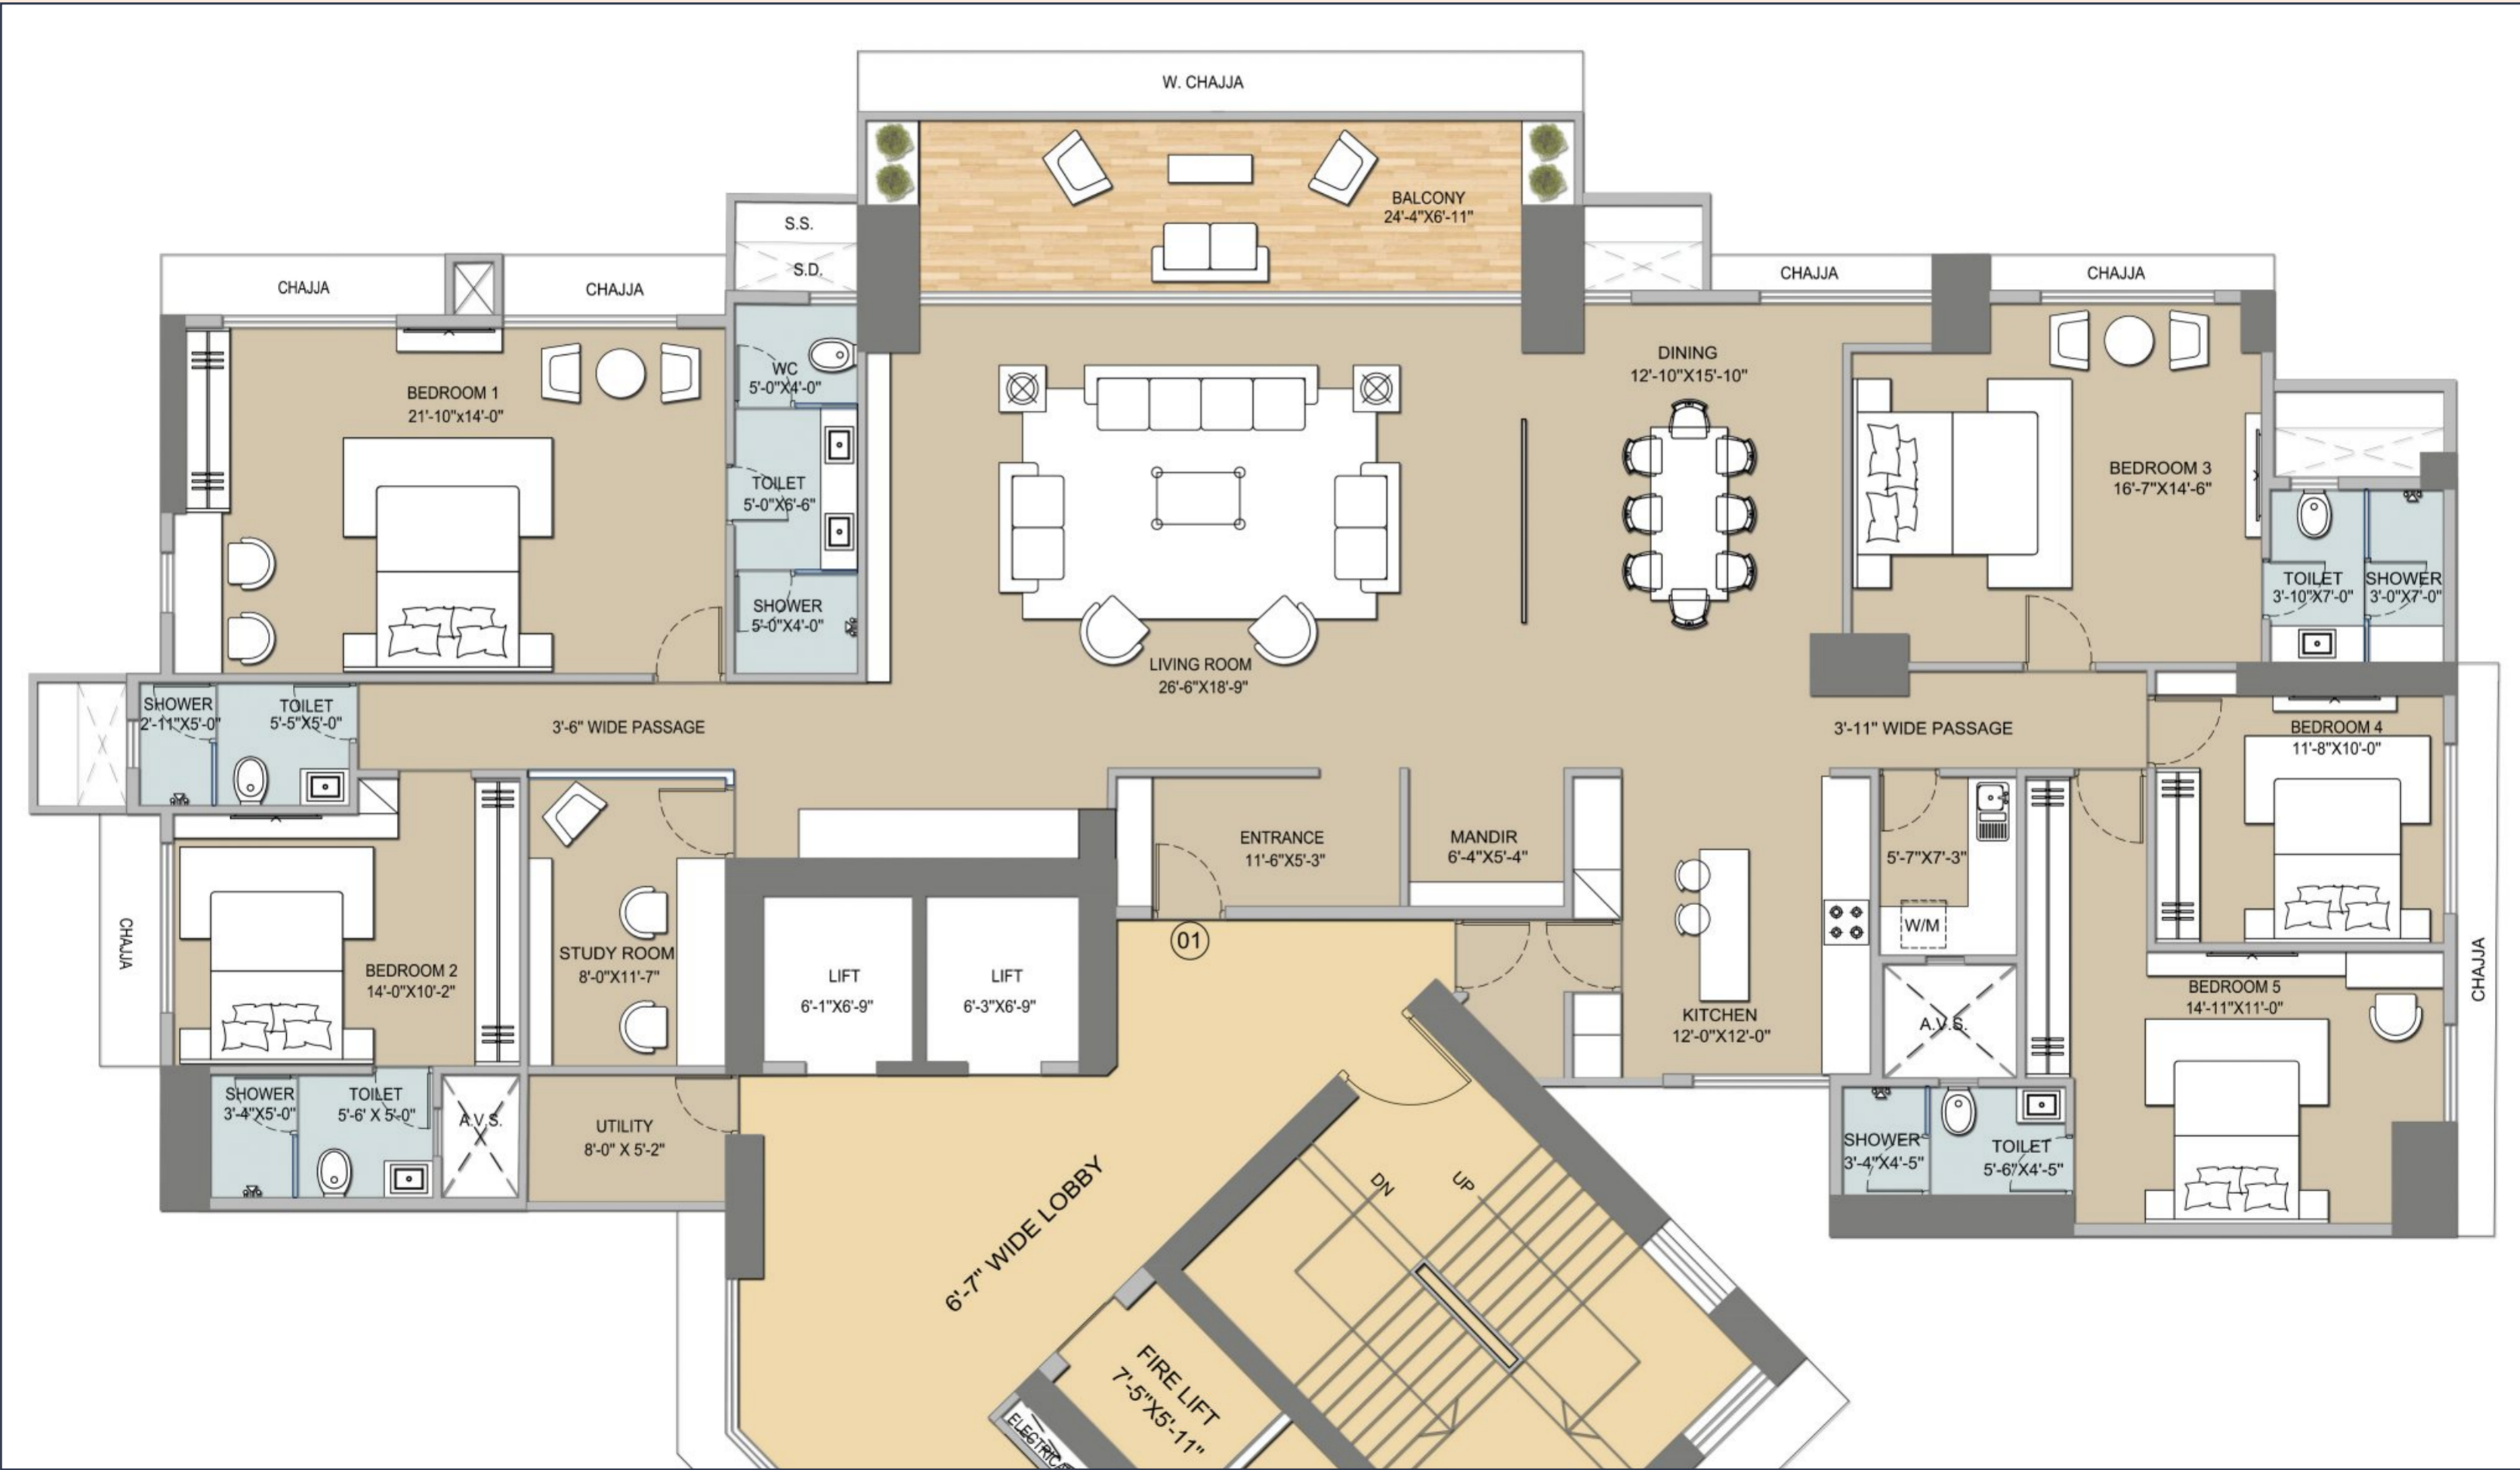 W. CHAJJA
BALCONY
24'-4"X6'-11"
S.S.
S.D.
CHAJJA
CHAJJA
CHAJJA
CHAJJA
BEDROOM 1
21'-10"x14'-0"
WC
5'-0"X4'-0"
TOILET
5'-0"X6'-6"
SHOWER
5'-0"X4'-0"
LIVING ROOM
26'-6"X18'-9"
DINING
12'-10"X15'-10"
BEDROOM 3
16'-7"X14'-6"
TOILET
3'-10"X7'-0"
SHOWER
3'-0"X7'-0"
SHOWER
2'-11"X5'-0"
TOILET
5'-5"X5'-0"
3'-6" WIDE PASSAGE
3'-11" WIDE PASSAGE
BEDROOM 4
11'-8"X10'-0"
ENTRANCE
11'-6"X5'-3"
MANDIR
6'-4"X5'-4"
5'-7"X7'-3"
W/M
CHAJJA
BEDROOM 2
14'-0"X10'-2"
STUDY ROOM
8'-0"X11'-7"
LIFT
6'-1"X6'-9"
LIFT
6'-3"X6'-9"
01
KITCHEN
12'-0"X12'-0"
A.V.S.
BEDROOM 5
14'-11"X11'-0"
CHAJJA
SHOWER
3'-4"X5'-0"
TOILET
5'-6' X 5'-0"
A.V.S.
UTILITY
8'-0" X 5'-2"
SHOWER
3'-4"X4'-5"
TOILET
5'-6"X4'-5"
6'-7" WIDE LOBBY
DN
UP
FIRE LIFT
7'-5"X5'-11"